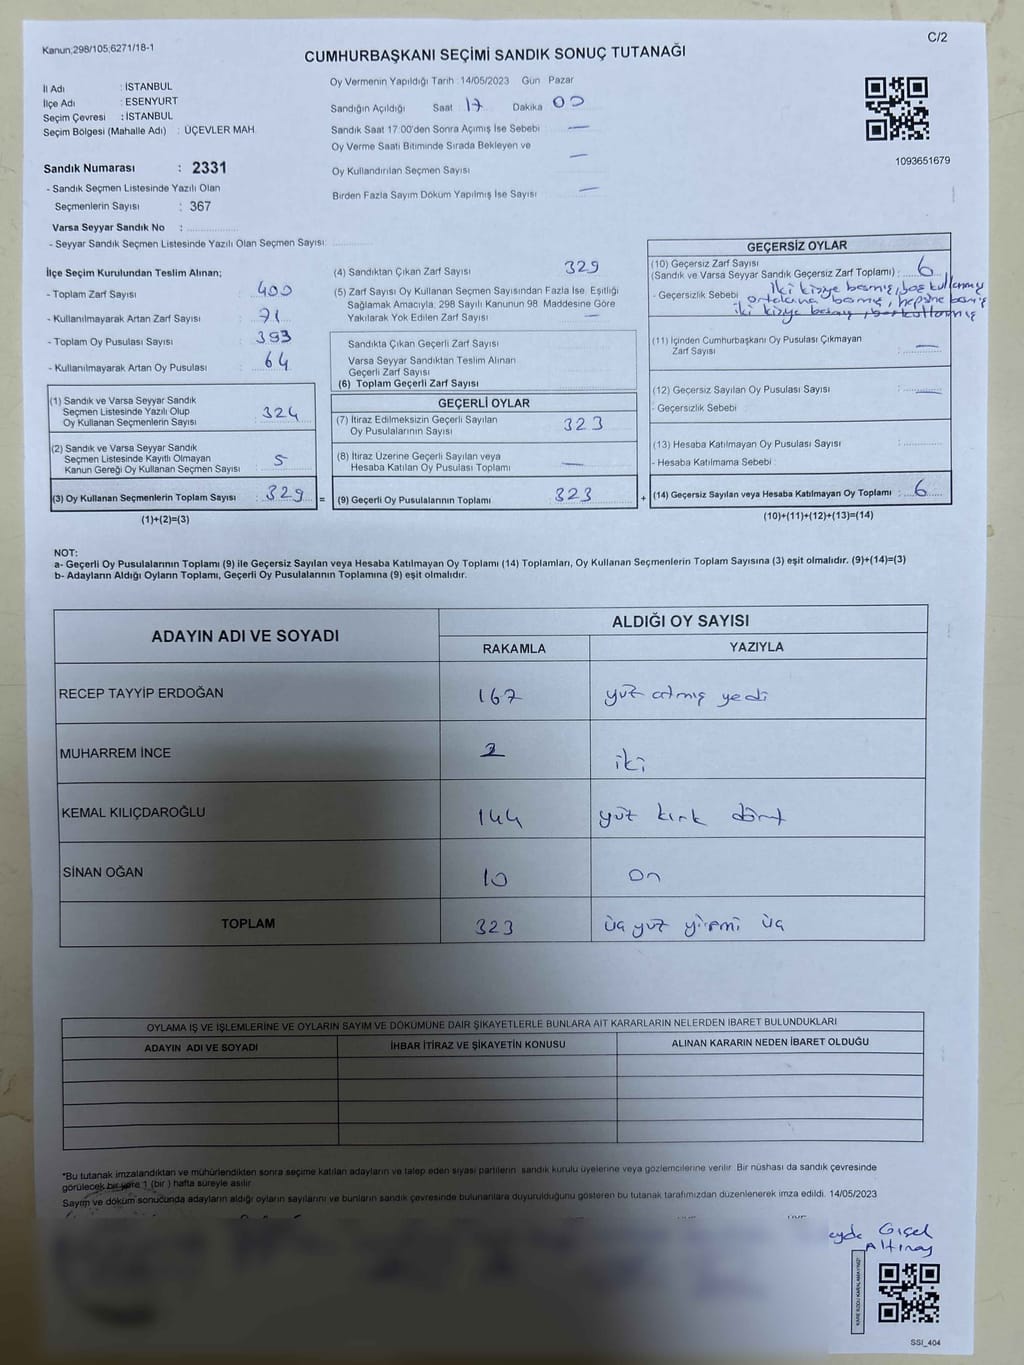 Kanun;298/105;6271/18-1
C/2
CUMHURBAŞKANI SEÇİMİ SANDIK SONUÇ TUTANAĞI
İl Adı : İSTANBUL
İlçe Adı : ESENYURT
Seçim Çevresi : İSTANBUL
Seçim Bölgesi (Mahalle Adı) : ÜÇEVLER MAH.
Sandık Numarası : 2331
- Sandık Seçmen Listesinde Yazılı Olan
Seçmenlerin Sayısı : 367
Varsa Seyyar Sandık No :
- Seyyar Sandık Seçmen Listesinde Yazılı Olan Seçmen Sayısı:
Oy Vermenin Yapıldığı Tarih :14/05/2023 Gün Pazar
Sandığın Açıldığı Saat 17 Dakika 00
Sandık Saat 17:00'den Sonra Açılmış İse Sebebi —
Oy Verme Saati Bitiminde Sırada Bekleyen ve
Oy Kullandırılan Seçmen Sayısı —
Birden Fazla Sayım Döküm Yapılmış İse Sayısı —
1093651679
İlçe Seçim Kurulundan Teslim Alınan;
- Toplam Zarf Sayısı : 400
- Kullanılmayarak Artan Zarf Sayısı : 71
- Toplam Oy Pusulası Sayısı : 393
- Kullanılmayarak Artan Oy Pusulası : 64
(1) Sandık ve Varsa Seyyar Sandık
Seçmen Listesinde Yazılı Olup
Oy Kullanan Seçmenlerin Sayısı : 324
(2) Sandık ve Varsa Seyyar Sandık
Seçmen Listesinde Kayıtlı Olmayan
Kanun Gereği Oy Kullanan Seçmen Sayısı : 5
(3) Oy Kullanan Seçmenlerin Toplam Sayısı : 329 =
(1)+(2)=(3)
(4) Sandıktan Çıkan Zarf Sayısı 329
(5) Zarf Sayısı Oy Kullanan Seçmen Sayısından Fazla İse, Eşitliği
Sağlamak Amacıyla, 298 Sayılı Kanunun 98. Maddesine Göre
Yakılarak Yok Edilen Zarf Sayısı —
Sandıkta Çıkan Geçerli Zarf Sayısı
Varsa Seyyar Sandıktan Teslim Alınan
Geçerli Zarf Sayısı
(6) Toplam Geçerli Zarf Sayısı
GEÇERLİ OYLAR
(7) İtiraz Edilmeksizin Geçerli Sayılan
Oy Pusulalarının Sayısı 323
(8) İtiraz Üzerine Geçerli Sayılan veya
Hesaba Katılan Oy Pusulası Toplamı —
(9) Geçerli Oy Pusulalarının Toplamı 323 +
GEÇERSİZ OYLAR
(10) Geçersiz Zarf Sayısı
(Sandık ve Varsa Seyyar Sandık Geçersiz Zarf Toplamı) : 6
- Geçersizlik Sebebi : İki kişiye basmış, boş kullanmış
ortalama basmış, hepsine basmış
iki kişiye basmış, boş kullanmış
(11) İçinden Cumhurbaşkanı Oy Pusulası Çıkmayan
Zarf Sayısı : —
(12) Geçersiz Sayılan Oy Pusulası Sayısı : —
- Geçersizlik Sebebi :
(13) Hesaba Katılmayan Oy Pusulası Sayısı :
- Hesaba Katılmama Sebebi :
(14) Geçersiz Sayılan veya Hesaba Katılmayan Oy Toplamı : 6
(10)+(11)+(12)+(13)=(14)
NOT:
a- Geçerli Oy Pusulalarının Toplamı (9) ile Geçersiz Sayılan veya Hesaba Katılmayan Oy Toplamı (14) Toplamları, Oy Kullanan Seçmenlerin Toplam Sayısına (3) eşit olmalıdır. (9)+(14)=(3)
b- Adayların Aldığı Oyların Toplamı, Geçerli Oy Pusulalarının Toplamına (9) eşit olmalıdır.
ADAYIN ADI VE SOYADI ALDIĞI OY SAYISI
RAKAMLA YAZIYLA
RECEP TAYYİP ERDOĞAN 167 yüz atmış yedi
MUHARREM İNCE 2 iki
KEMAL KILIÇDAROĞLU 144 yüz kırk dört
SİNAN OĞAN 10 on
TOPLAM 323 üç yüz yirmi üç
OYLAMA İŞ VE İŞLEMLERİNE VE OYLARIN SAYIM VE DÖKÜMÜNE DAİR ŞİKAYETLERLE BUNLARA AİT KARARLARIN NELERDEN İBARET BULUNDUKLARI
ADAYIN ADI VE SOYADI İHBAR İTİRAZ VE ŞİKAYETİN KONUSU ALINAN KARARIN NEDEN İBARET OLDUĞU
*Bu tutanak imzalandıktan ve mühürlendikten sonra seçime katılan adayların ve talep eden siyasi partilerin sandık kurulu üyelerine veya gözlemcilerine verilir. Bir nüshası da sandık çevresinde
görülecek bir yere 1 (bir) hafta süreyle asılır.
Sayım ve döküm sonucunda adayların aldığı oyların sayılarını ve bunların sandık çevresinde bulunanlara duyurulduğunu gösteren bu tutanak tarafımızdan düzenlenerek imza edildi. 14/05/2023
Altınay
SSI_404